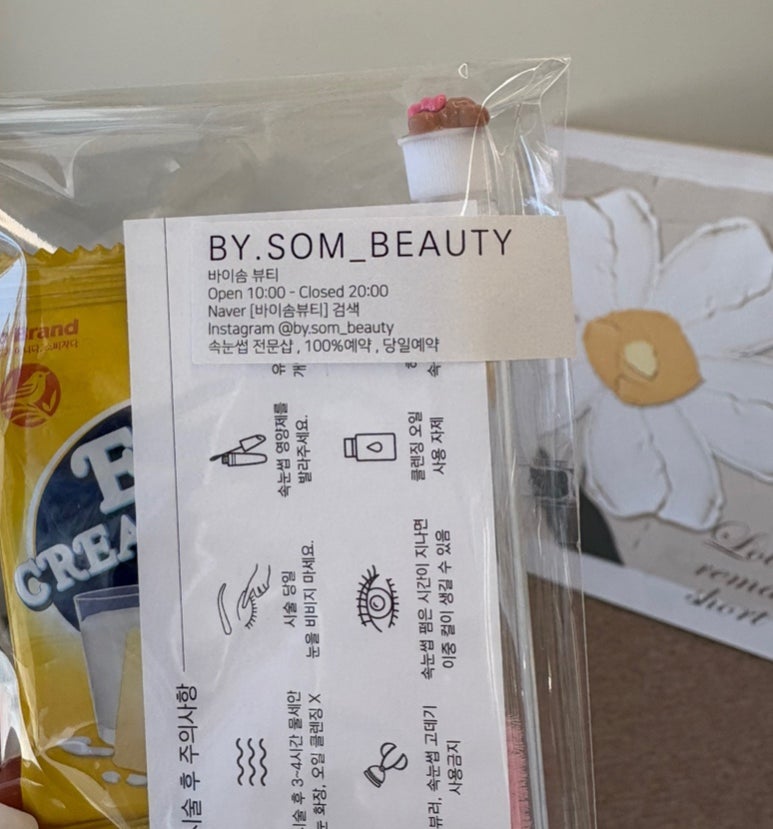 BY.SOM_BEAUTY
바이솜 뷰티
Open 10:00 - Closed 20:00
Naver [바이솜뷰티] 검색
Instagram @by.som_beauty
속눈썹 전문샵 , 100%예약 , 당일예약
시술 후 주의사항
시술 후 3~4시간 물세안
화장, 오일 클렌징 X
시술 당일
눈을 비비지 마세요.
속눈썹 영양제를
발라주세요.
뷰러, 속눈썹 고데기
사용금지
속눈썹 펌은 시간이 지나면
이중 컬이 생길 수 있음
클렌징 오일
사용 자제
Brand
CREA
short